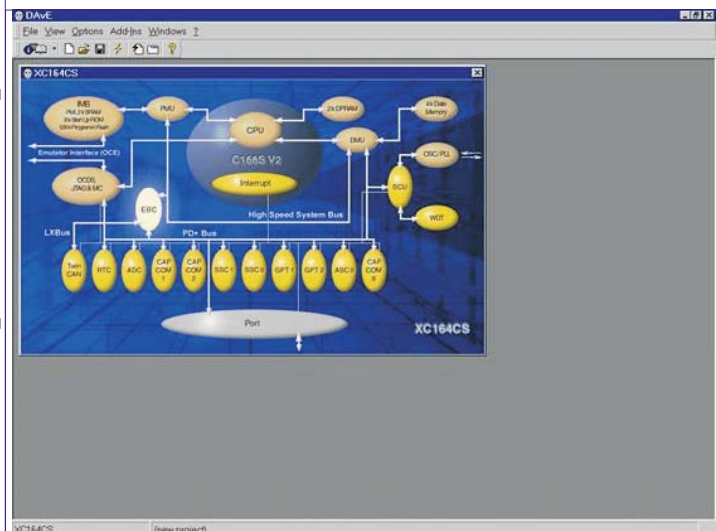 DAvE
File View Options Add-Ins Windows ?
XC164CS
IMB
PMU
2k DPRAM
4k Data
Memory
CPU
DMU
Emulator Interface (OCE)
C166S V2
OSC/PLL
OCDS,
JTAG & MC
Interrupt
SCU
EBC
High Speed System Bus
WDT
LXBus
PD+ Bus
Twin
CAN
RTC
ADC
CAP
COM
1
CAP
COM
2
SSC 1
SSC 0
GPT 1
GPT 2
ASC 0
CAP
COM
6
Port
XC164CS
XC164CS
(new project)